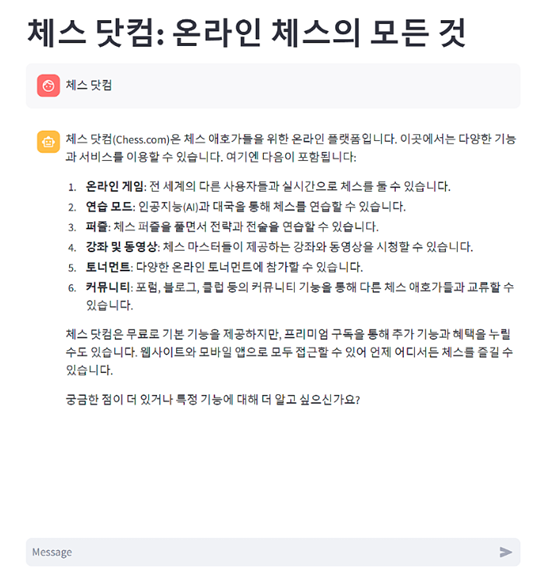 체스 닷컴: 온라인 체스의 모든 것
체스 닷컴
체스 닷컴(Chess.com)은 체스 애호가들을 위한 온라인 플랫폼입니다. 이곳에서는 다양한 기능
과 서비스를 이용할 수 있습니다. 여기엔 다음이 포함됩니다:
1. 온라인 게임: 전 세계의 다른 사용자들과 실시간으로 체스를 둘 수 있습니다.
2. 연습 모드: 인공지능(AI)과 대국을 통해 체스를 연습할 수 있습니다.
3. 퍼즐: 체스 퍼즐을 풀면서 전략과 전술을 연습할 수 있습니다.
4. 강좌 및 동영상: 체스 마스터들이 제공하는 강좌와 동영상을 시청할 수 있습니다.
5. 토너먼트: 다양한 온라인 토너먼트에 참가할 수 있습니다.
6. 커뮤니티: 포럼, 블로그, 클럽 등의 커뮤니티 기능을 통해 다른 체스 애호가들과 교류할 수
있습니다.
체스 닷컴은 무료로 기본 기능을 제공하지만, 프리미엄 구독을 통해 추가 기능과 혜택을 누릴
수도 있습니다. 웹사이트와 모바일 앱으로 모두 접근할 수 있어 언제 어디서든 체스를 즐길 수
있습니다.
궁금한 점이 더 있거나 특정 기능에 대해 더 알고 싶으신가요?
Message